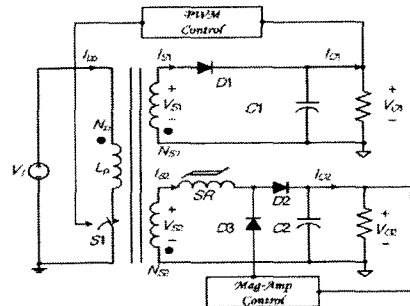 PWM
Control
I_Lp
I_S1
I_O1
D1
N_p
V_S1
C1
V_O1
L_p
N_S1
V_I
I_S2
I_O2
SR
D2
S1
V_S2
D3
C2
V_O2
N_S2
Mag-Amp
Control